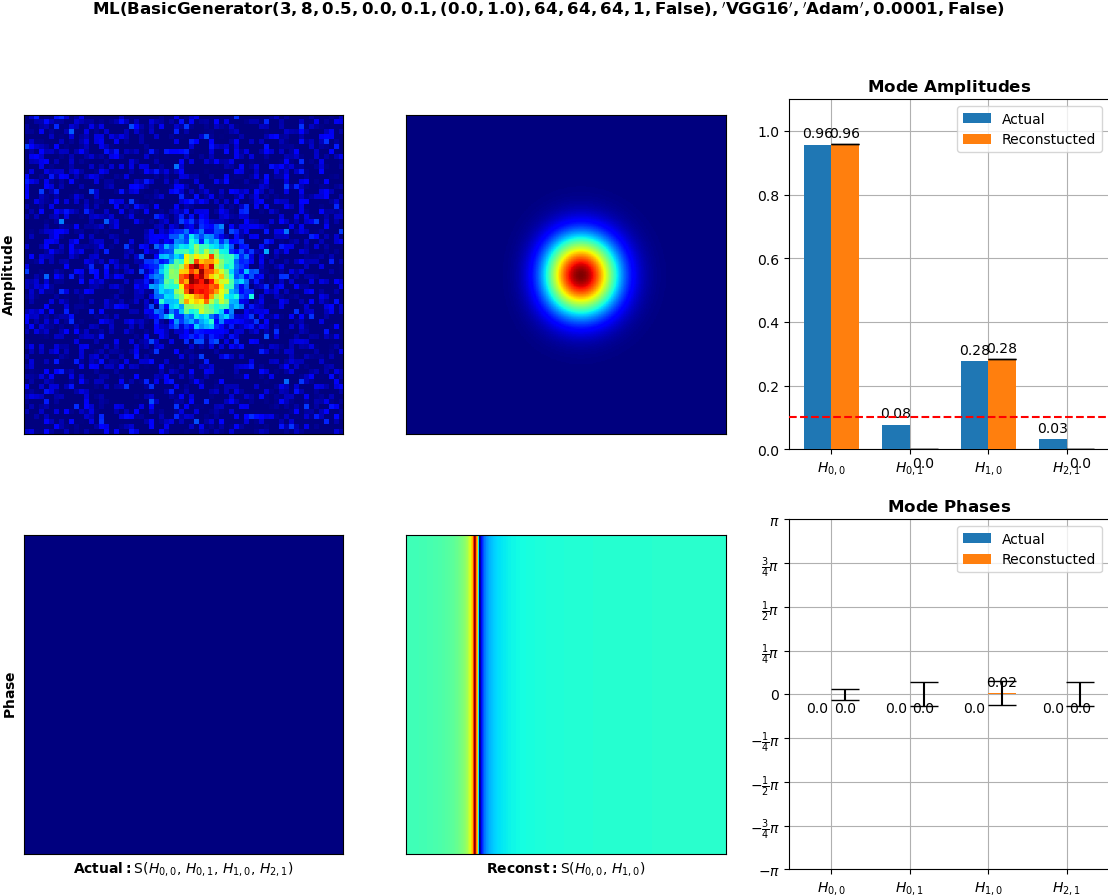 ML(BasicGenerator(3, 8, 0.5, 0.0, 0.1, (0.0, 1.0), 64, 64, 64, 1, False), ′VGG16′, ′Adam′, 0.0001, False)
Amplitude
Mode Amplitudes
Actual
Reconstucted
1.0
0.8
0.6
0.4
0.2
0.0
0.96 0.96
0.08 0.0
0.28 0.28
0.03 0.0
H0,0 H0,1 H1,0 H2,1
Phase
Actual: S(H0,0, H0,1, H1,0, H2,1)
Reconst: S(H0,0, H1,0)
Mode Phases
Actual
Reconstucted
π
3/4π
1/2π
1/4π
0
−1/4π
−1/2π
−3/4π
−π
0.0 0.0 0.0 0.0 0.0 0.02 0.0 0.0
H0,0 H0,1 H1,0 H2,1